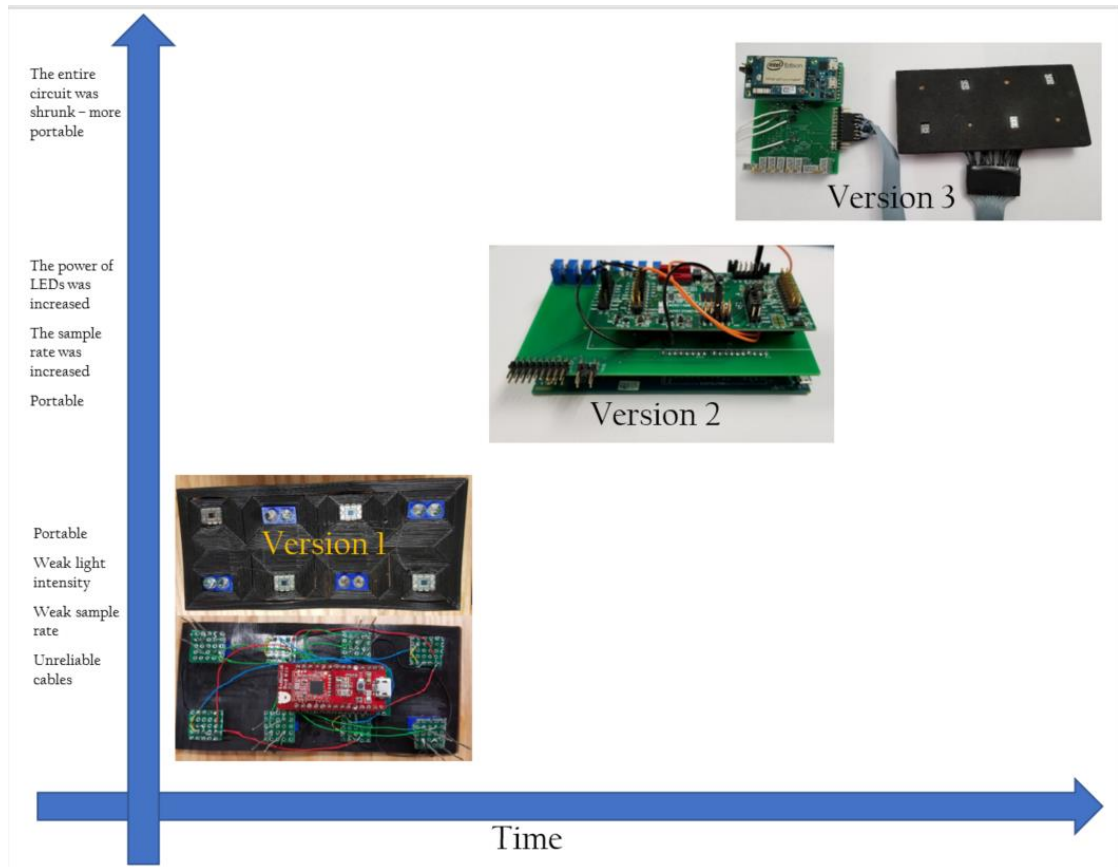 The entire
circuit was
shrunk – more
portable
Version 3
The power of
LEDs was
increased
The sample
rate was
increased
Portable
Version 2
Portable
Weak light
intensity
Weak sample
rate
Unreliable
cables
Version 1
Time